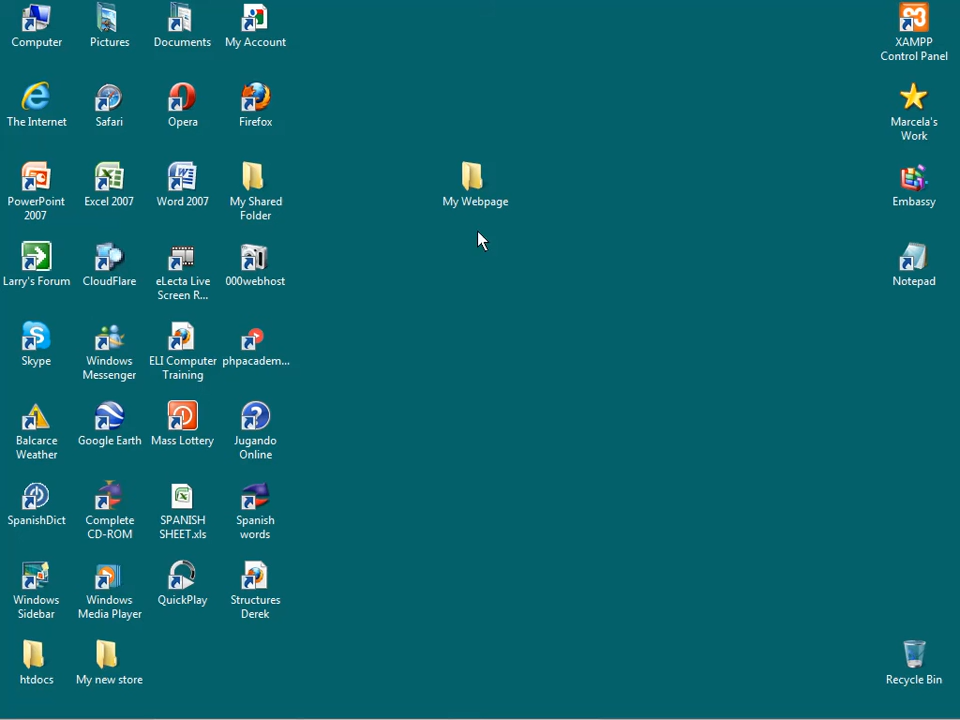 Computer
Pictures
Documents
My Account
XAMPP
Control Panel
The Internet
Safari
Opera
Firefox
Marcela's
Work
PowerPoint
2007
Excel 2007
Word 2007
My Shared
Folder
My Webpage
Embassy
Larry's Forum
CloudFlare
eLecta Live
Screen R...
000webhost
Notepad
Skype
Windows
Messenger
ELI Computer
Training
phpacadem...
Balcarce
Weather
Google Earth
Mass Lottery
Jugando
Online
SpanishDict
Complete
CD-ROM
SPANISH
SHEET.xls
Spanish
words
Windows
Sidebar
Windows
Media Player
QuickPlay
Structures
Derek
htdocs
My new store
Recycle Bin